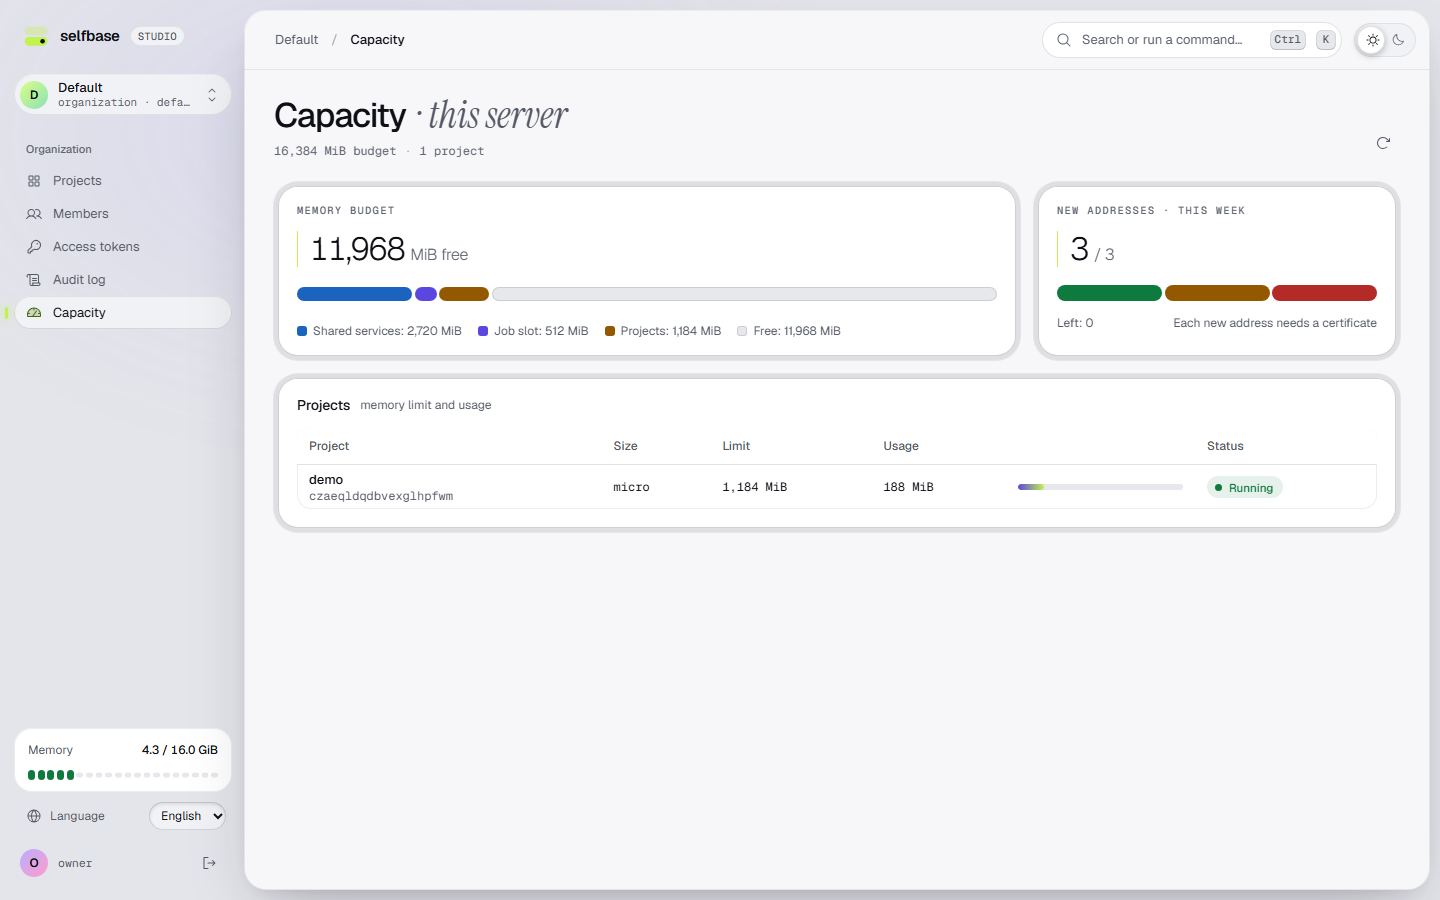 selfbase STUDIO
D
Default
organization · defa…
Organization
Projects
Members
Access tokens
Audit log
Capacity
Memory 4.3 / 16.0 GiB
Language English
O owner
Default / Capacity
Search or run a command… Ctrl K
Capacity · this server
16,384 MiB budget · 1 project
MEMORY BUDGET
11,968 MiB free
Shared services: 2,720 MiB Job slot: 512 MiB Projects: 1,184 MiB Free: 11,968 MiB
NEW ADDRESSES · THIS WEEK
3 / 3
Left: 0 Each new address needs a certificate
Projects memory limit and usage
Project Size Limit Usage Status
demo
czaeqldqdbvexglhpfwm
micro 1,184 MiB 188 MiB Running